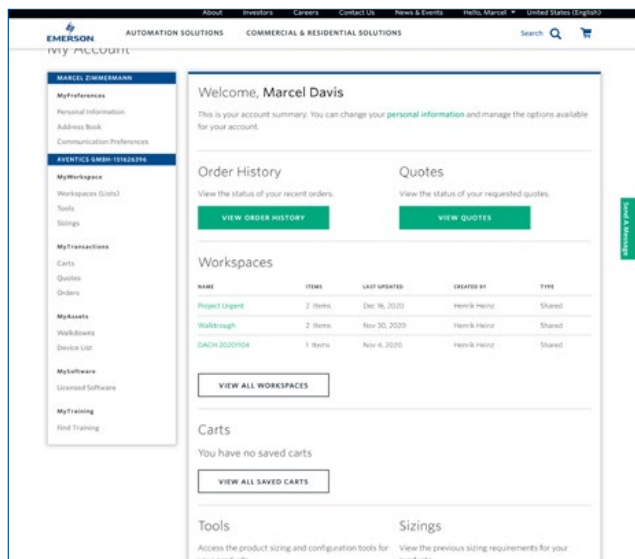 About Investors Careers Contact Us News & Events Hello, Marcel United States (English)
EMERSON
AUTOMATION SOLUTIONS COMMERCIAL & RESIDENTIAL SOLUTIONS Search
My Account
MARCEL ZIMMERMANN
MyPreferences
Personal Information
Address Book
Communication Preferences
AVENTICS GMBH-151626396
MyWorkspace
Workspaces (Lists)
Tools
Sizings
MyTransactions
Carts
Quotes
Orders
MyAssets
Walkdowns
Device List
MySoftware
Licensed Software
MyTraining
Find Training
Welcome, Marcel Davis
This is your account summary. You can change your personal information and manage the options available
for your account.
Order History
View the status of your recent orders.
VIEW ORDER HISTORY
Quotes
View the status of your requested quotes.
VIEW QUOTES
Workspaces
NAME ITEMS LAST UPDATED CREATED BY TYPE
Project Urgent 2 Items Dec 16, 2020 Henrik Heinz Shared
Walktrough 2 Items Nov 30, 2020 Henrik Heinz Shared
DACH 20201104 1 Items Nov 4, 2020 Henrik Heinz Shared
VIEW ALL WORKSPACES
Carts
You have no saved carts
VIEW ALL SAVED CARTS
Tools
Access the product sizing and configuration tools for
Sizings
View the previous sizing requirements for your
Send A Message